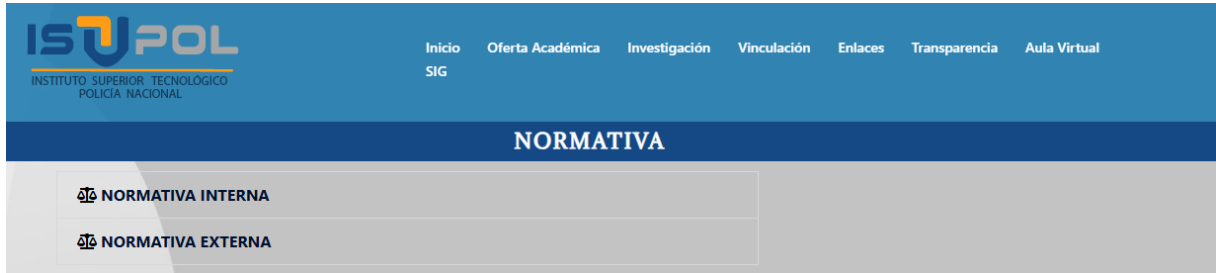 ISUPOL
INSTITUTO SUPERIOR TECNOLÓGICO
POLICÍA NACIONAL
Inicio Oferta Académica Investigación Vinculación Enlaces Transparencia Aula Virtual
SIG
NORMATIVA
NORMATIVA INTERNA
NORMATIVA EXTERNA